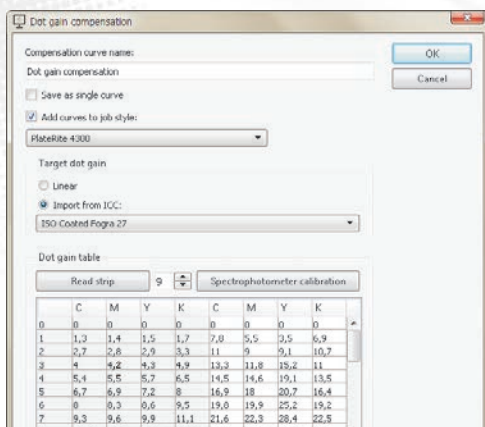 Dot gain compensation
Compensation curve name:
Dot gain compensation
OK
Cancel
Save as single curve
Add curves to job style:
PlateRite 4300
Target dot gain
Linear
Import from ICC:
ISO Coated Fogra 27
Dot gain table
Read strip 9 Spectrophotometer calibration
C M Y K C M Y K
0 0 0 0 0 0 0 0 0
1 1,3 1,4 1,5 1,7 7,8 5,5 3,5 6,9
2 2,7 2,8 2,9 3,3 11 9 9,1 10,7
3 4 4,2 4,3 4,9 13,3 11,8 15,2 11
4 5,4 5,5 5,7 6,5 14,5 14,6 19,1 13,5
5 6,7 6,9 7,2 8 16,9 18 20,7 16,4
6 8 8,3 8,6 9,5 19,8 19,9 25,2 19,2
7 9,3 9,6 9,9 11,1 21,6 22,3 28,4 22,5